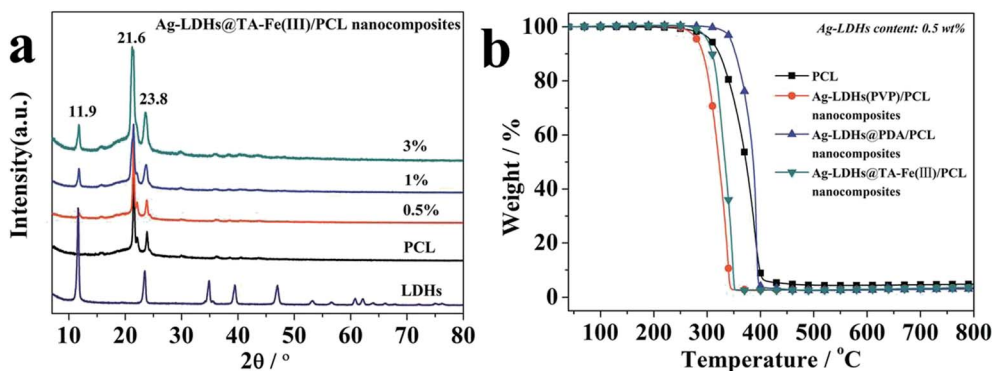 a
Ag-LDHs@TA-Fe(III)/PCL nanocomposites
21.6
11.9
23.8
3%
1%
0.5%
PCL
LDHs
Intensity(a.u.)
10 20 30 40 50 60 70 80
2θ / °
b
Ag-LDHs content: 0.5 wt%
PCL
Ag-LDHs(PVP)/PCL
nanocomposites
Ag-LDHs@PDA/PCL
nanocomposites
Ag-LDHs@TA-Fe(III)/PCL
nanocomposites
Weight / %
100
80
60
40
20
0
100 200 300 400 500 600 700 800
Temperature / °C